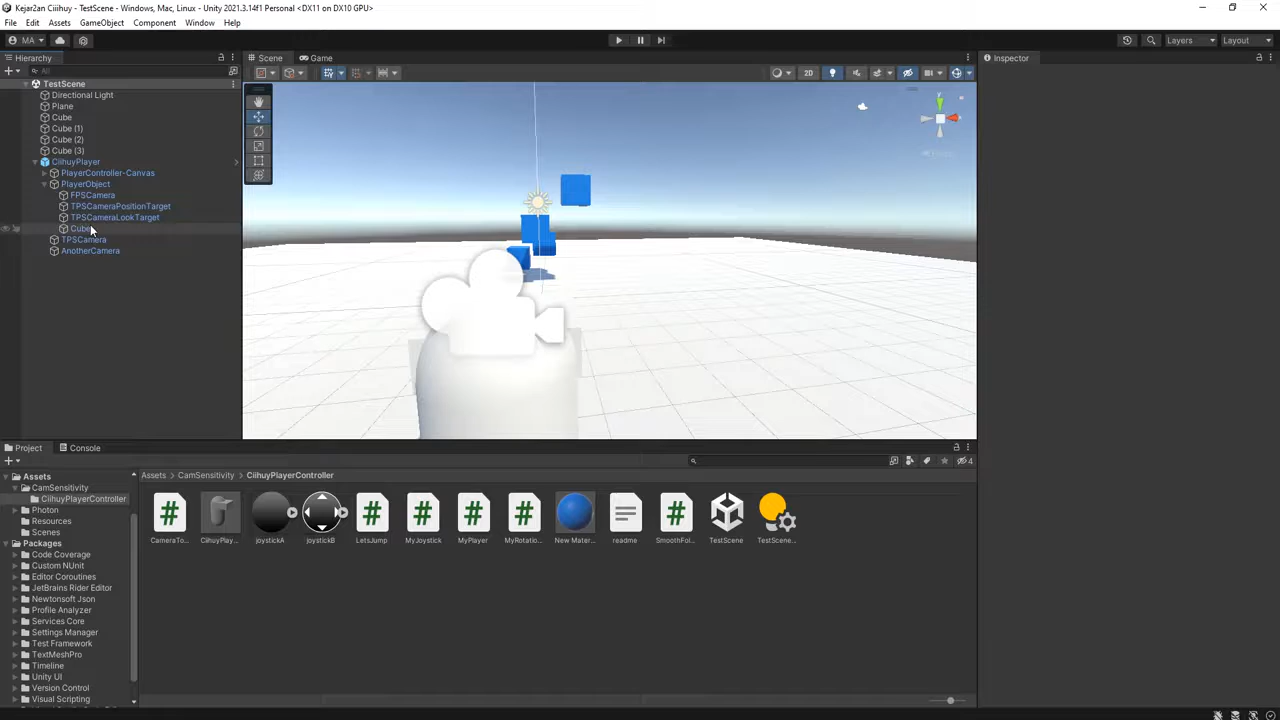 Kejar2an Ciihuy - TestScene - Windows, Mac, Linux - Unity 2021.3.14f1 Personal <DX11 on DX10 GPU>
File Edit Assets GameObject Component Window Help
MA Layers Layout
Hierarchy Scene Game Inspector
All 2D
TestScene
Directional Light
Plane
Cube
Cube (1)
Cube (2)
Cube (3)
CiihuyPlayer
PlayerController-Canvas
PlayerObject
FPSCamera
TPSCameraPositionTarget
TPSCameraLookTarget
Cube
TPSCamera
AnotherCamera
y
Project Console
4
Assets
CamSensitivity
CiihuyPlayerController
Photon
Resources
Scenes
Packages
Code Coverage
Custom NUnit
Editor Coroutines
JetBrains Rider Editor
Newtonsoft Json
Profile Analyzer
Services Core
Settings Manager
Test Framework
TextMeshPro
Timeline
Unity UI
Version Control
Visual Scripting
Assets CamSensitivity CiihuyPlayerController
# # # # # #
CameraTo... CiihuyPlay... joystickA joystickB LetsJump MyJoystick MyPlayer MyRotatio... New Mater... readme SmoothFol... TestScene TestScene...